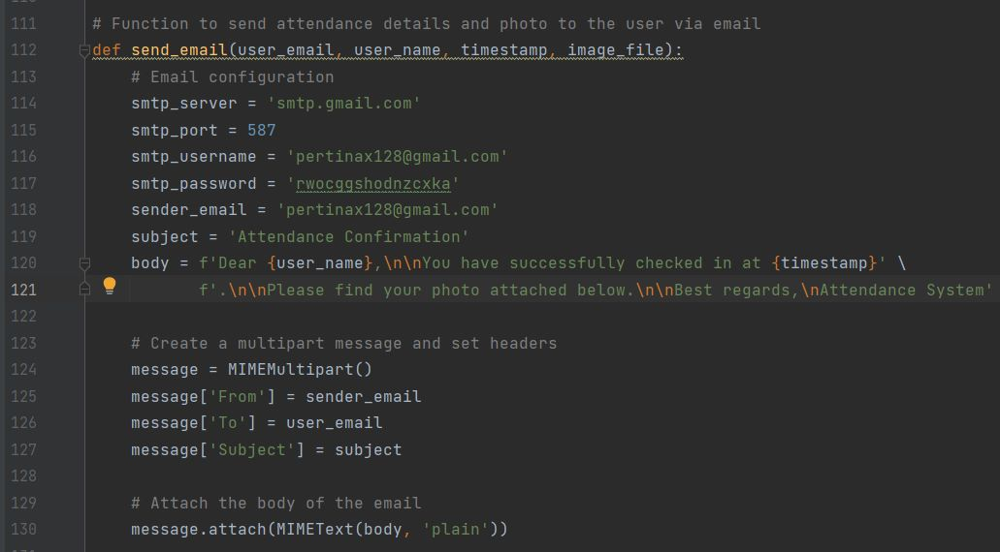 111 # Function to send attendance details and photo to the user via email
112 def send_email(user_email, user_name, timestamp, image_file):
113 # Email configuration
114 smtp_server = 'smtp.gmail.com'
115 smtp_port = 587
116 smtp_username = 'pertinax128@gmail.com'
117 smtp_password = 'rwocggshodnzcxka'
118 sender_email = 'pertinax128@gmail.com'
119 subject = 'Attendance Confirmation'
120 body = f'Dear {user_name},\n\nYou have successfully checked in at {timestamp}' \
121 f'.\n\nPlease find your photo attached below.\n\nBest regards,\nAttendance System'
122
123 # Create a multipart message and set headers
124 message = MIMEMultipart()
125 message['From'] = sender_email
126 message['To'] = user_email
127 message['Subject'] = subject
128
129 # Attach the body of the email
130 message.attach(MIMEText(body, 'plain'))